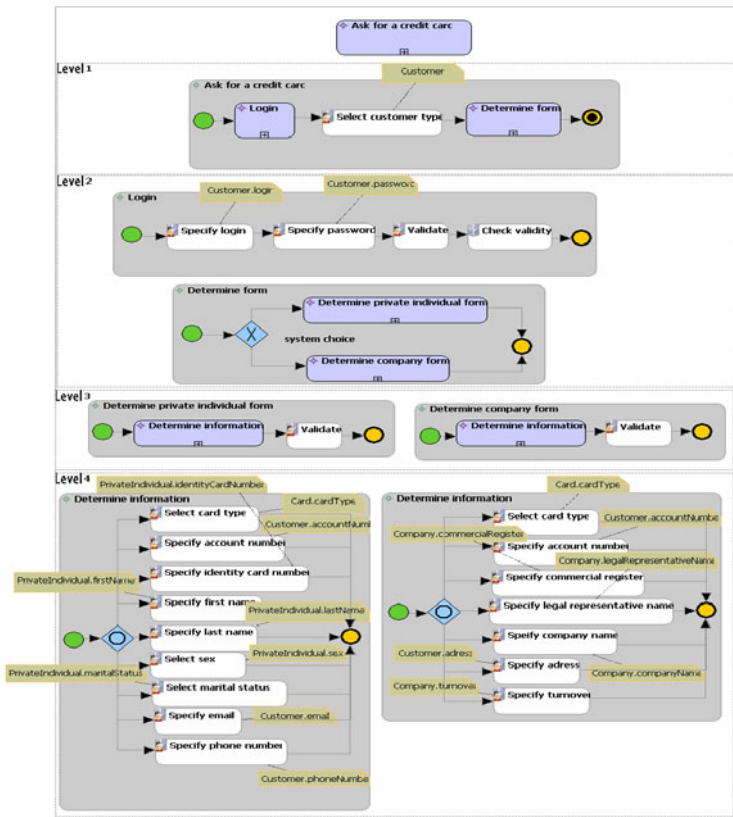 Ask for a credit carc
Level 1
Customer
Ask for a credit carc
Login
Select customer type
Determine form
Level 2
Customer.login
Customer.passworc
Login
Specify login
Specify password
Validate
Check validity
Determine form
Determine private individual form
X
system choice
Determine company form
Level 3
Determine private individual form
Determine information
Validate
Determine company form
Determine information
Validate
Level 4
PrivateIndividual.identityCardNumber
Determine information
Card.cardType
Select card type
Customer.accountNumb
Specify account number
Specify identity card number
PrivateIndividual.firstName
Specify first name
PrivateIndividual.lastName
Specify last name
Select sex
PrivateIndividual.sex
PrivateIndividual.maritalStatus
Select marital status
Specify email
Customer.email
Specify phone number
Customer.phoneNumbe
Card.cardType
Determine information
Select card type
Customer.accountNumbe
Company.commercialRegister
Specify account number
Company.legalRepresentativeName
Specify commercial register
Specify legal representative name
Spefy company name
Customer.adress
Specify adress
Company.companyName
Company.turnover
Specify turnover